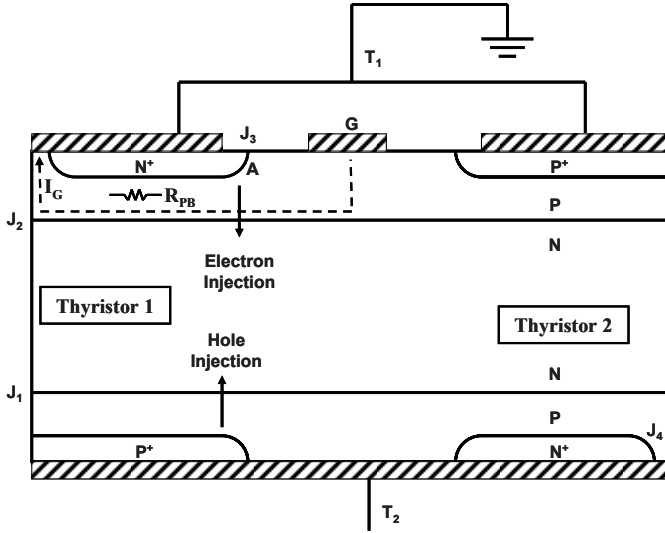 T1
G
J3
N+
A
P+
IG
RPB
P
J2
N
Electron
Injection
Thyristor 1
Thyristor 2
Hole
Injection
N
J1
P
J4
P+
N+
T2